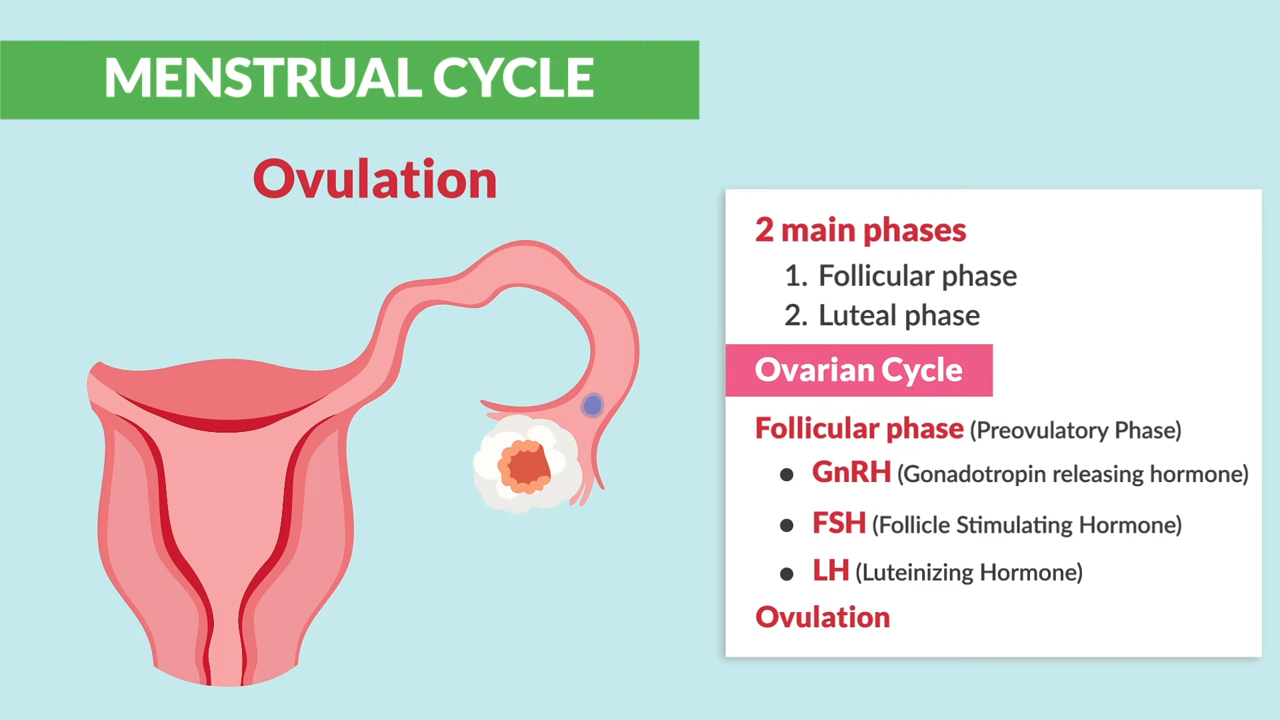 MENSTRUAL CYCLE
Ovulation
2 main phases
1. Follicular phase
2. Luteal phase
Ovarian Cycle
Follicular phase (Preovulatory Phase)
● GnRH (Gonadotropin releasing hormone)
● FSH (Follicle Stimulating Hormone)
● LH (Luteinizing Hormone)
Ovulation